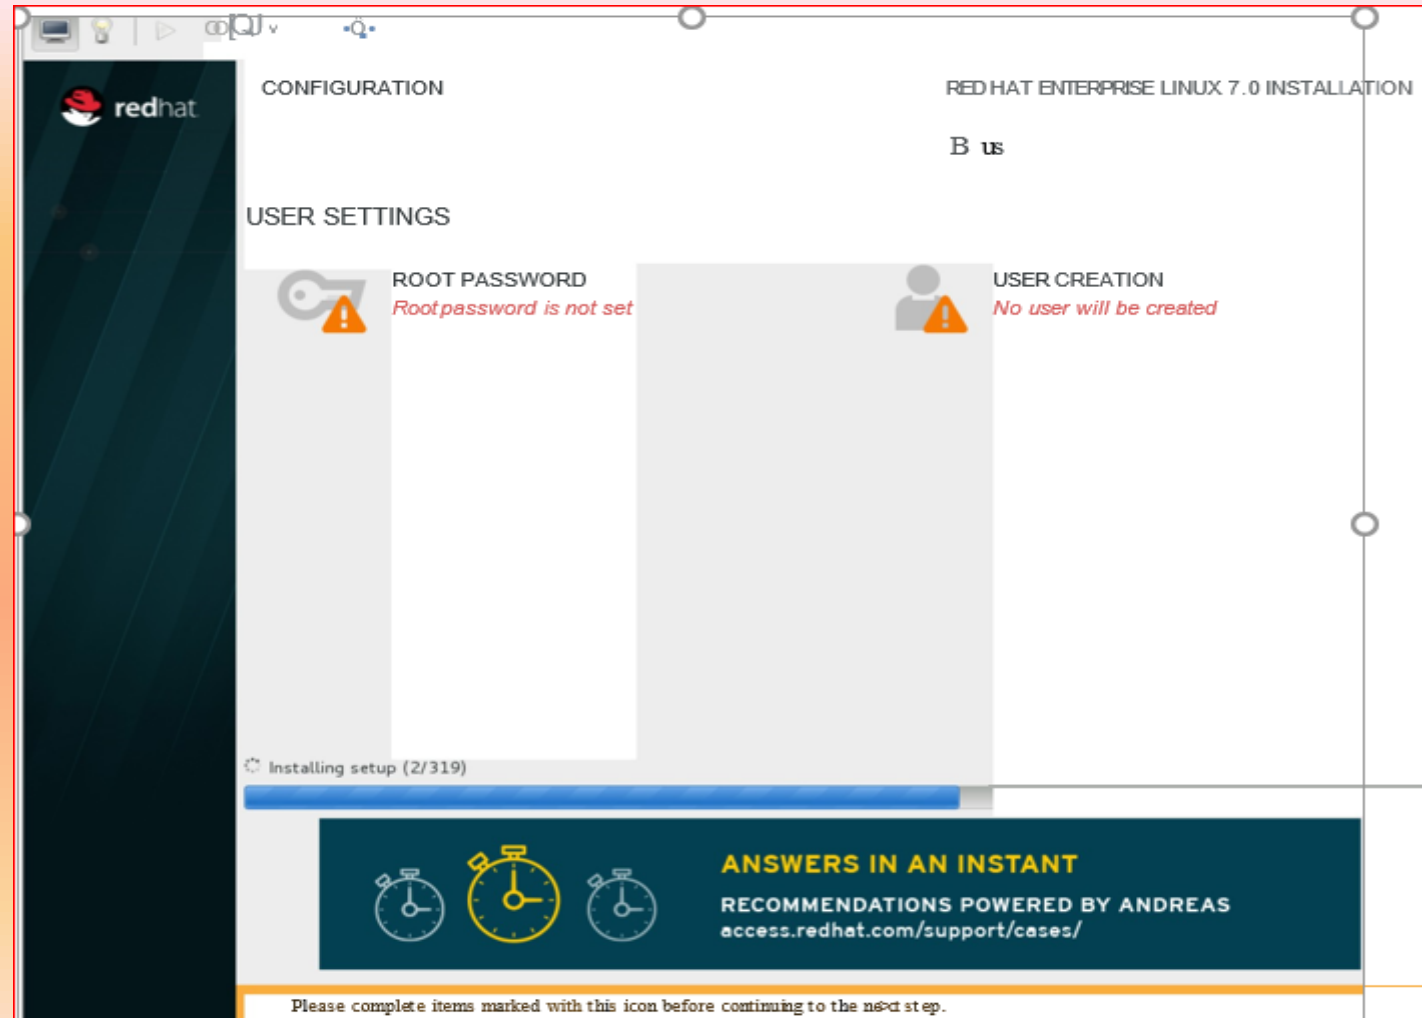 redhat.
CONFIGURATION
RED HAT ENTERPRISE LINUX 7.0 INSTALLATION
B us
USER SETTINGS
ROOT PASSWORD
Root password is not set
USER CREATION
No user will be created
Installing setup (2/319)
ANSWERS IN AN INSTANT
RECOMMENDATIONS POWERED BY ANDREAS
access.redhat.com/support/cases/
Please complete items marked with this icon before continuing to the next step.